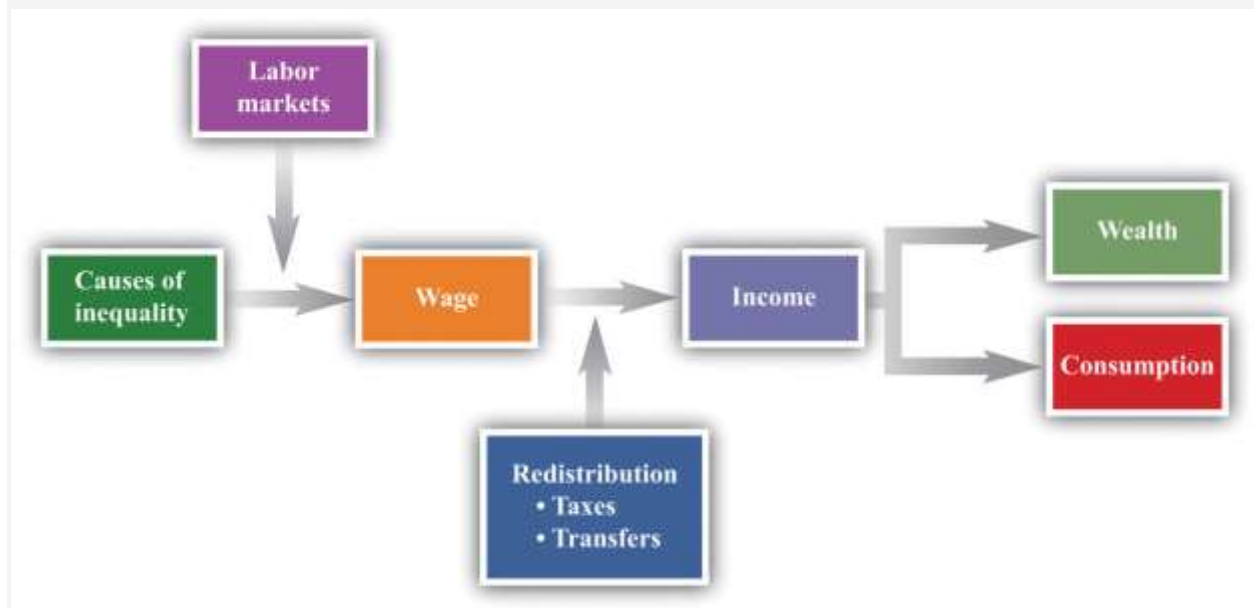 Labor
markets
Causes of
inequality
Wage
Income
Wealth
Consumption
Redistribution
• Taxes
• Transfers